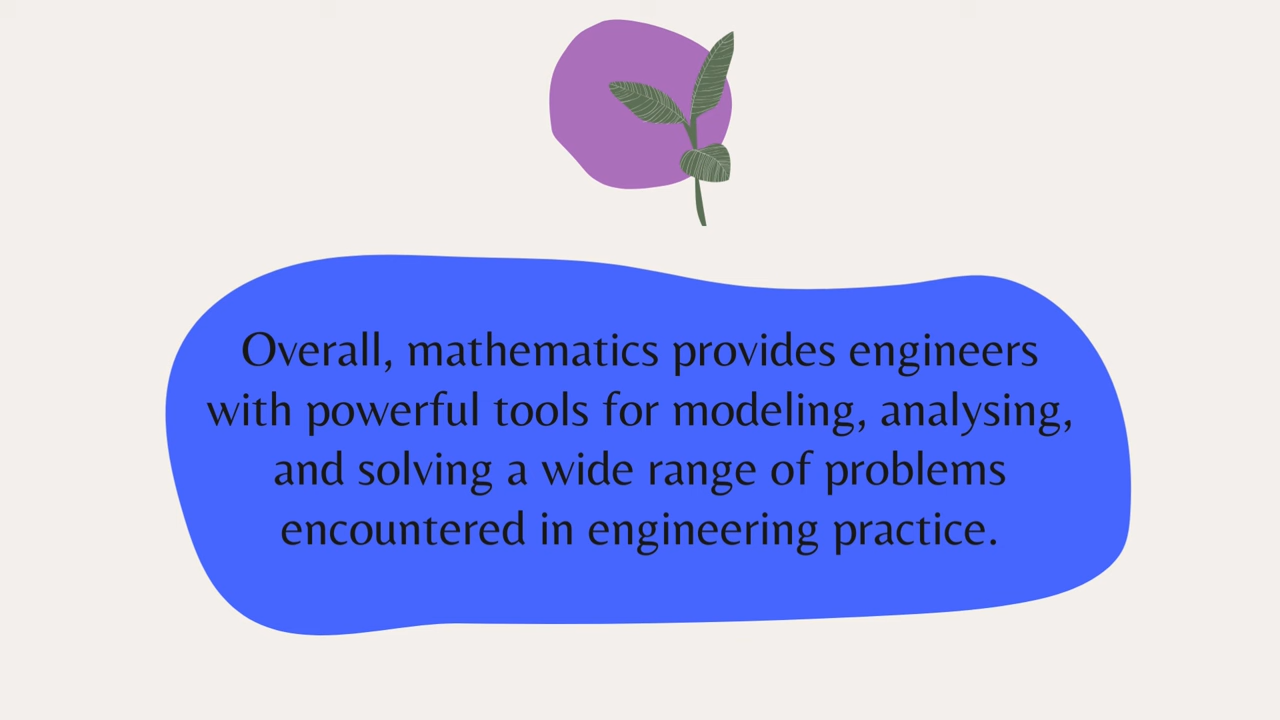 Overall, mathematics provides engineers
with powerful tools for modeling, analysing,
and solving a wide range of problems
encountered in engineering practice.